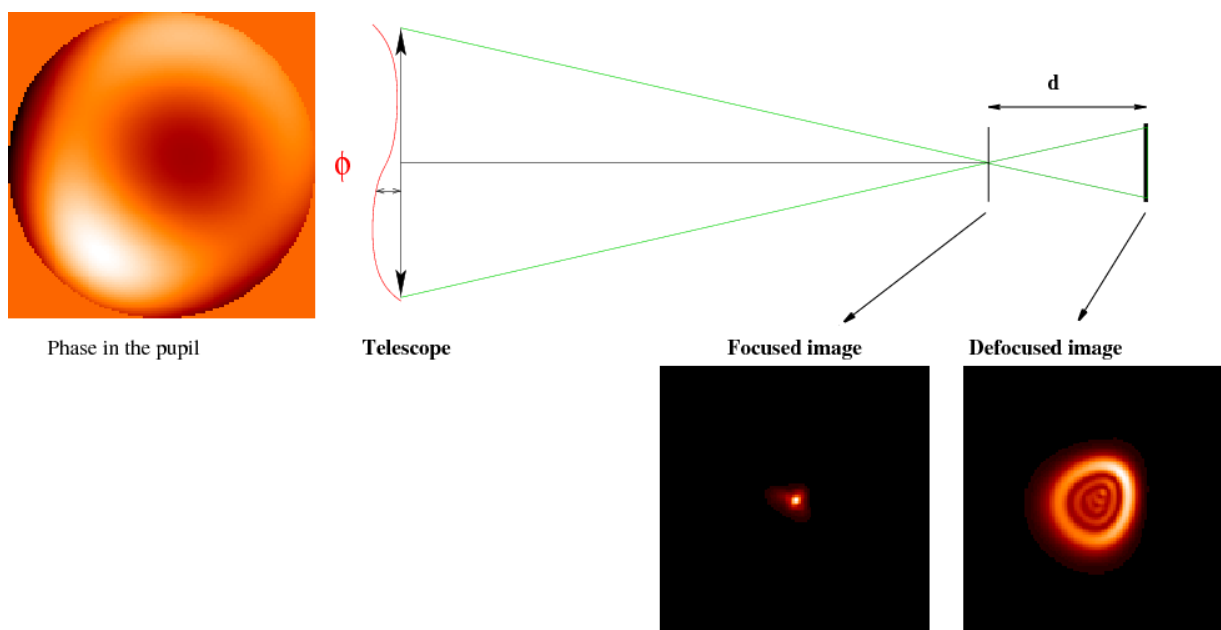 d
ϕ
Phase in the pupil
Telescope
Focused image
Defocused image